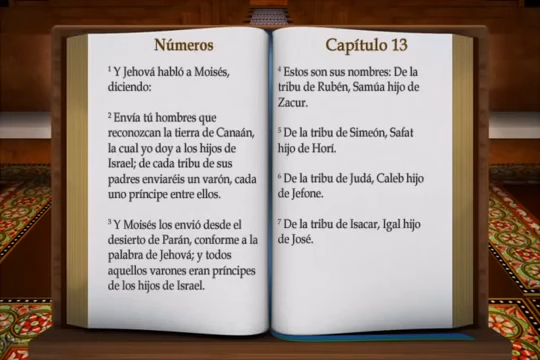 Números
1 Y Jehová habló a Moisés,
diciendo:
2 Envía tú hombres que
reconozcan la tierra de Canaán,
la cual yo doy a los hijos de
Israel; de cada tribu de sus
padres enviaréis un varón, cada
uno príncipe entre ellos.
3 Y Moisés los envió desde el
desierto de Parán, conforme a la
palabra de Jehová; y todos
aquellos varones eran príncipes
de los hijos de Israel.
Capítulo 13
4 Estos son sus nombres: De la
tribu de Rubén, Samúa hijo de
Zacur.
5 De la tribu de Simeón, Safat
hijo de Horí.
6 De la tribu de Judá, Caleb hijo
de Jefone.
7 De la tribu de Isacar, Igal hijo
de José.